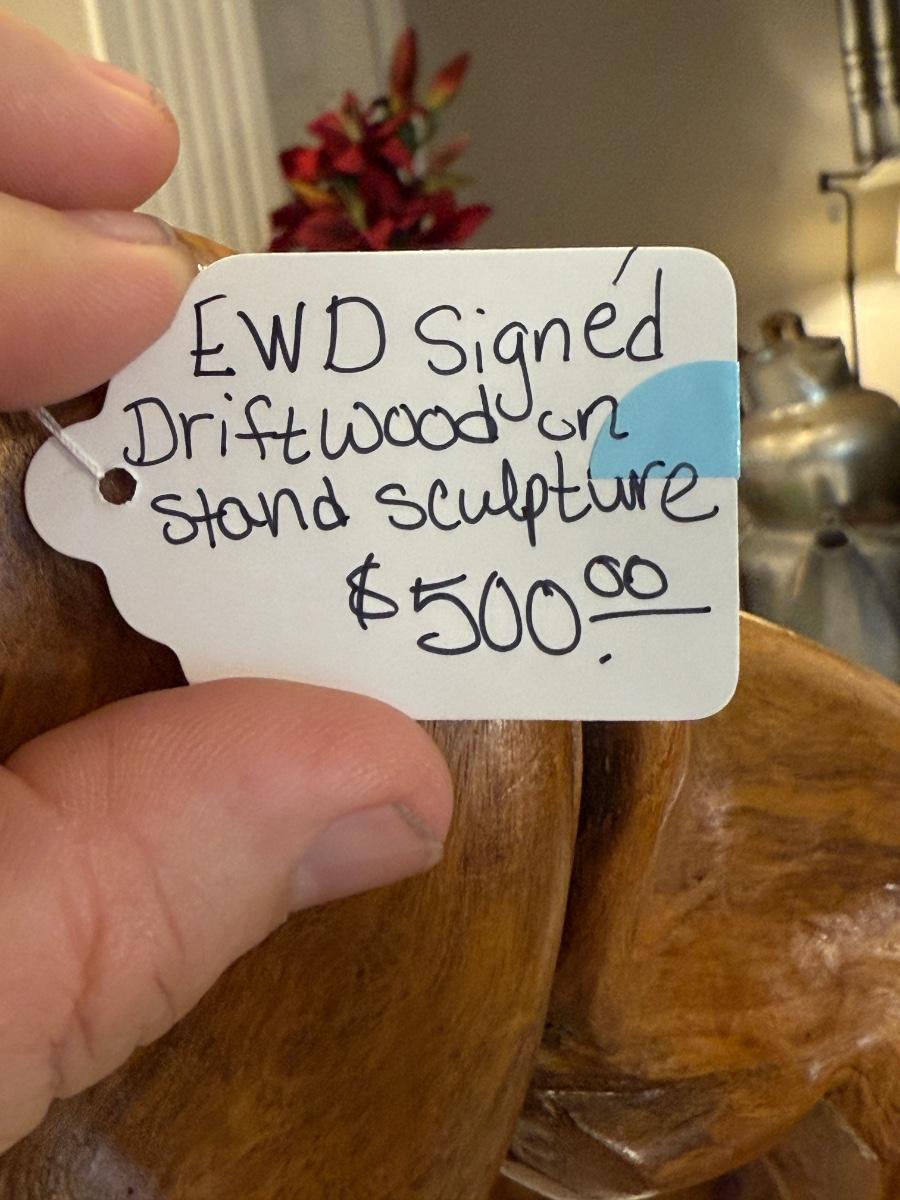 EWD Signed
Driftwood on
stand sculpture
$500.00